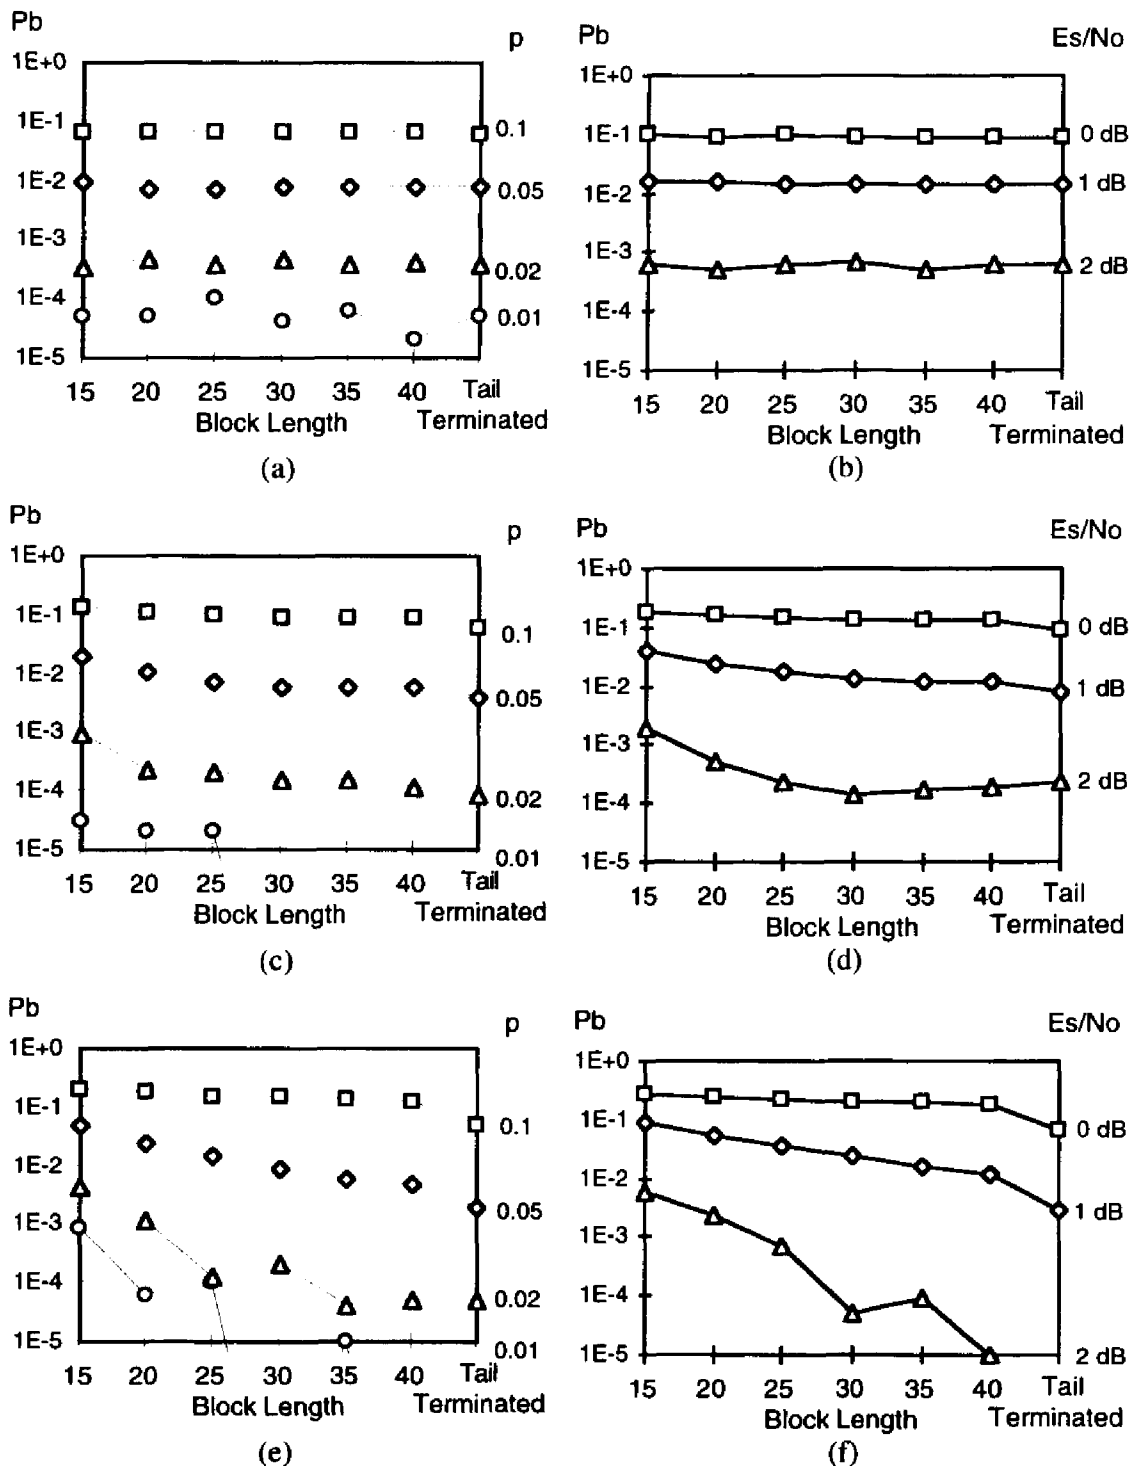 Pb
p
1E+0
1E-1
1E-2
1E-3
1E-4
1E-5
0.1
0.05
0.02
0.01
15 20 25 30 35 40 Tail
Block Length Terminated
(a)
Pb
Es/No
1E+0
1E-1
1E-2
1E-3
1E-4
1E-5
0 dB
1 dB
2 dB
15 20 25 30 35 40 Tail
Block Length Terminated
(b)
Pb
p
1E+0
1E-1
1E-2
1E-3
1E-4
1E-5
0.1
0.05
0.02
0.01
15 20 25 30 35 40 Tail
Block Length Terminated
(c)
Pb
Es/No
1E+0
1E-1
1E-2
1E-3
1E-4
1E-5
0 dB
1 dB
2 dB
15 20 25 30 35 40 Tail
Block Length Terminated
(d)
Pb
p
1E+0
1E-1
1E-2
1E-3
1E-4
1E-5
0.1
0.05
0.02
0.01
15 20 25 30 35 40 Tail
Block Length Terminated
(e)
Pb
Es/No
1E+0
1E-1
1E-2
1E-3
1E-4
1E-5
0 dB
1 dB
2 dB
15 20 25 30 35 40 Tail
Block Length Terminated
(f)